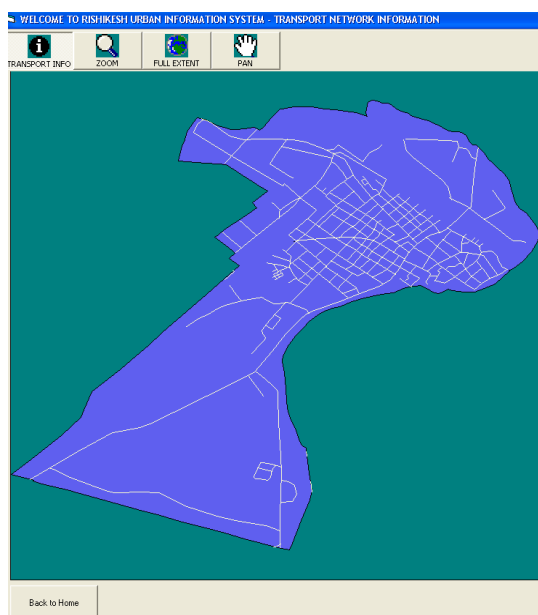 WELCOME TO RISHIKESH URBAN INFORMATION SYSTEM - TRANSPORT NETWORK INFORMATION
TRANSPORT INFO
ZOOM
FULL EXTENT
PAN
Back to Home